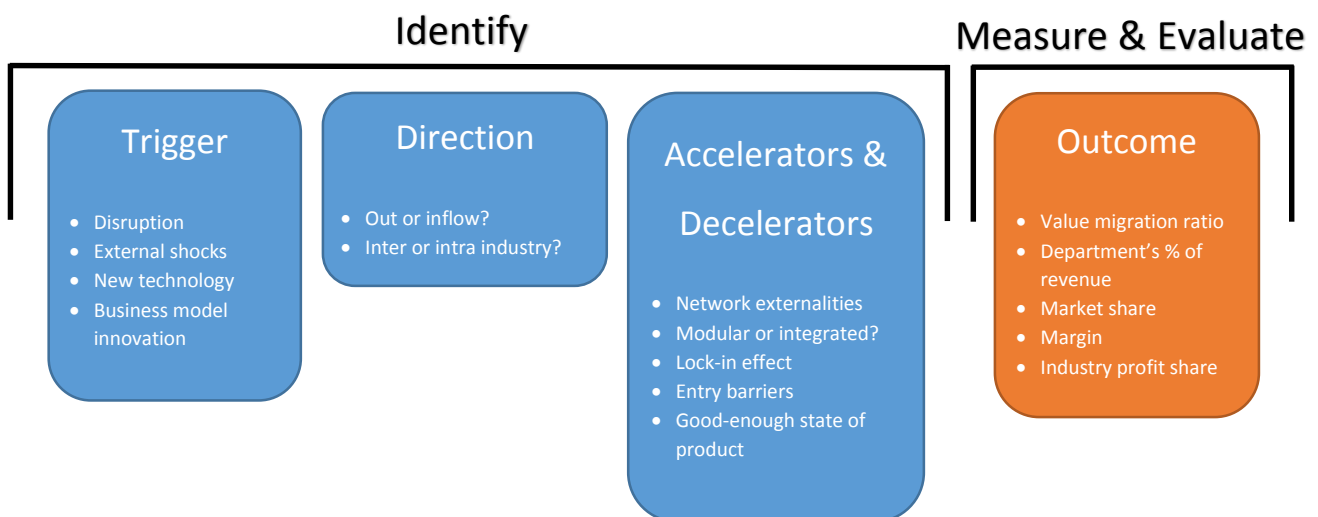 Identify
Measure & Evaluate
Trigger
• Disruption
• External shocks
• New technology
• Business model
innovation
Direction
• Out or inflow?
• Inter or intra industry?
Accelerators &
Decelerators
• Network externalities
• Modular or integrated?
• Lock-in effect
• Entry barriers
• Good-enough state of
product
Outcome
• Value migration ratio
• Department’s % of
revenue
• Market share
• Margin
• Industry profit share